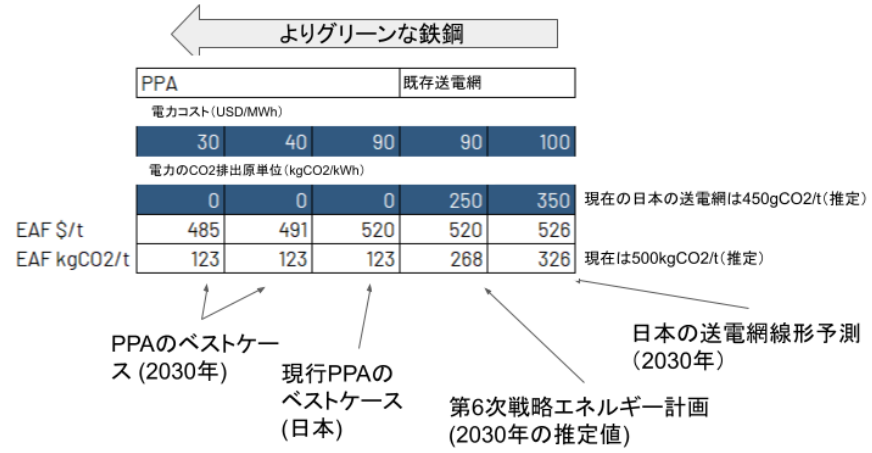 よりグリーンな鉄鋼
PPA 既存送電網
電力コスト(USD/MWh)
30 40 90 90 100
電力のCO2排出原単位(kgCO2/kWh)
0 0 0 250 350 現在の日本の送電網は450gCO2/t(推定)
EAF $/t 485 491 520 520 526
EAF kgCO2/t 123 123 123 268 326 現在は500kgCO2/t(推定)
PPAのベストケー
ス (2030年)
現行PPAの
ベストケース
(日本)
第6次戦略エネルギー計画
(2030年の推定値)
日本の送電網線形予測
(2030年)